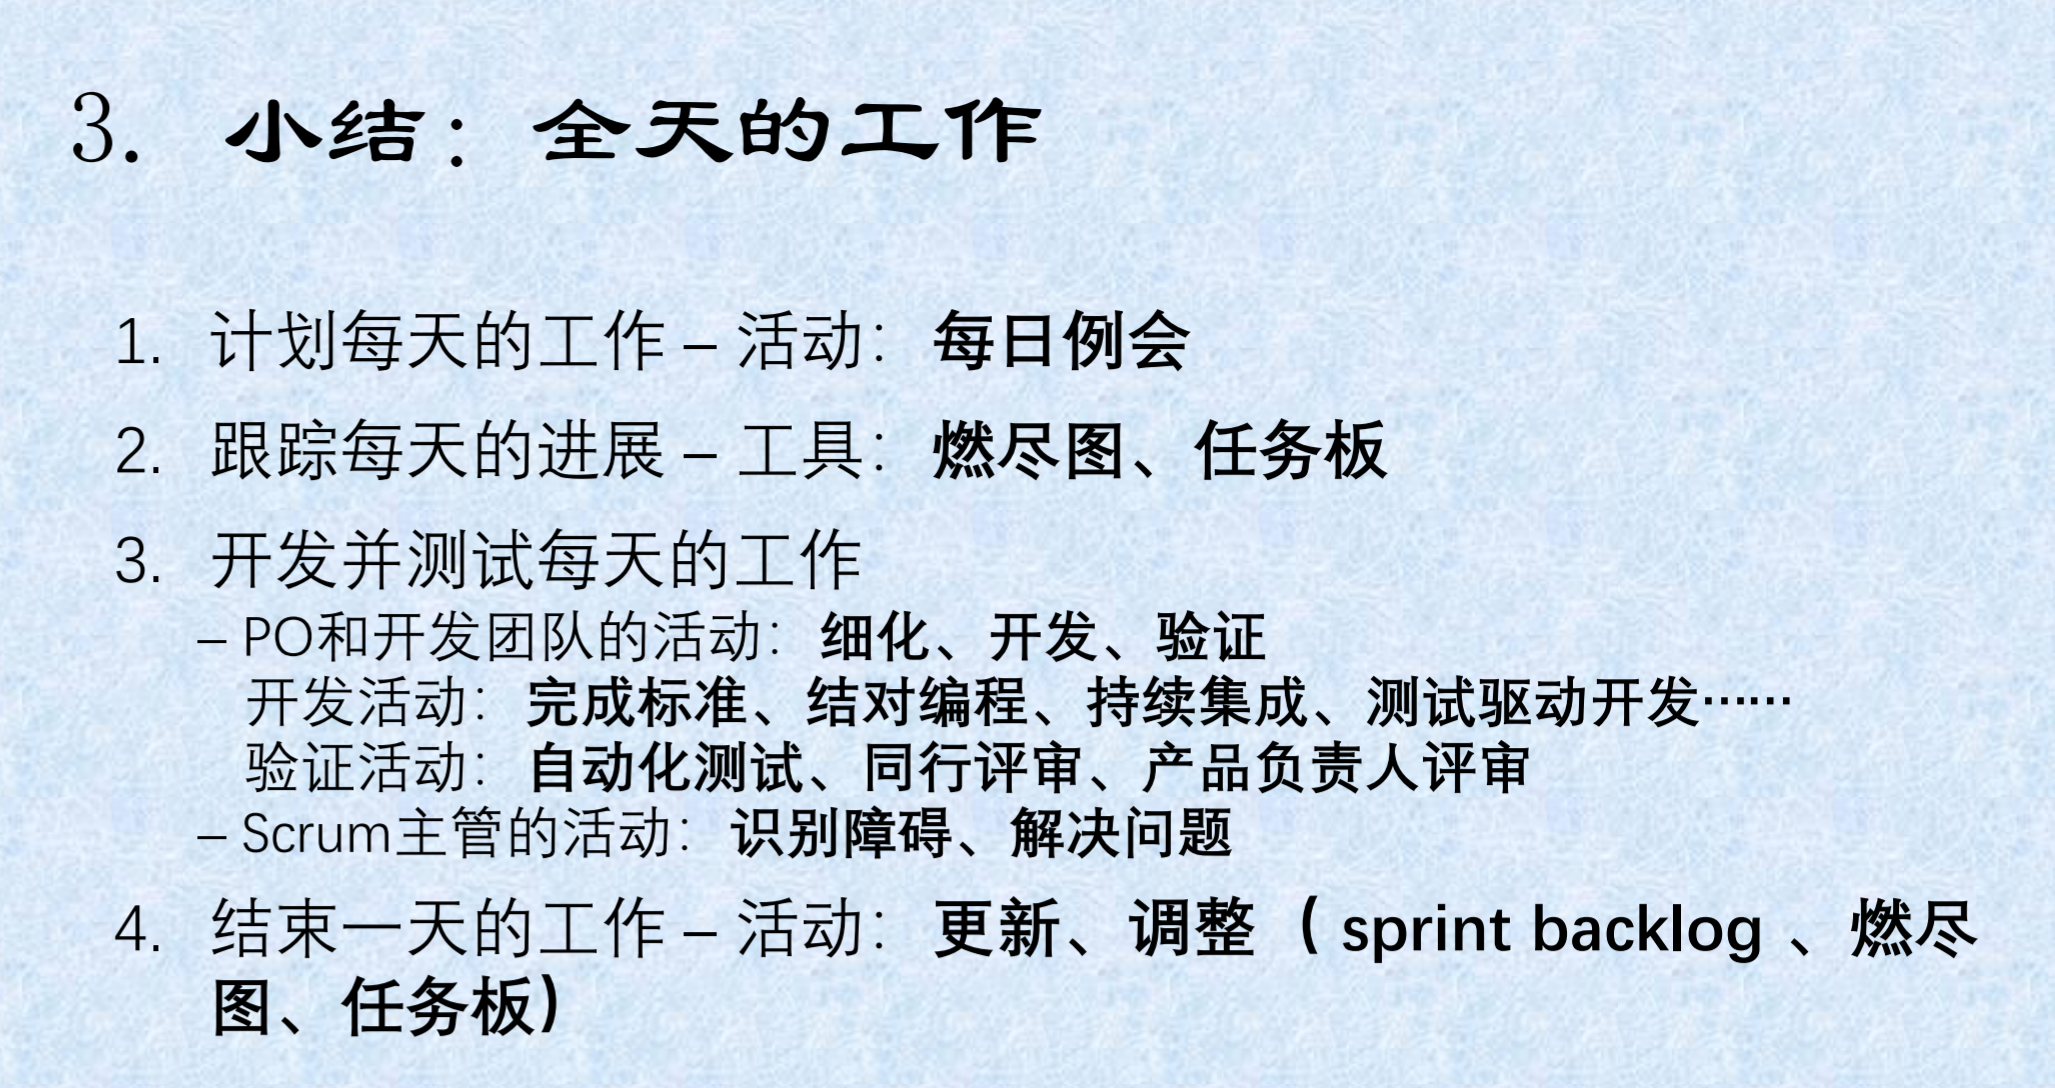 3. 小结：全天的工作
1. 计划每天的工作 – 活动：每日例会
2. 跟踪每天的进展 – 工具：燃尽图、任务板
3. 开发并测试每天的工作
– PO和开发团队的活动：细化、开发、验证
开发活动：完成标准、结对编程、持续集成、测试驱动开发……
验证活动：自动化测试、同行评审、产品负责人评审
– Scrum主管的活动：识别障碍、解决问题
4. 结束一天的工作 – 活动：更新、调整（ sprint backlog 、燃尽
图、任务板）